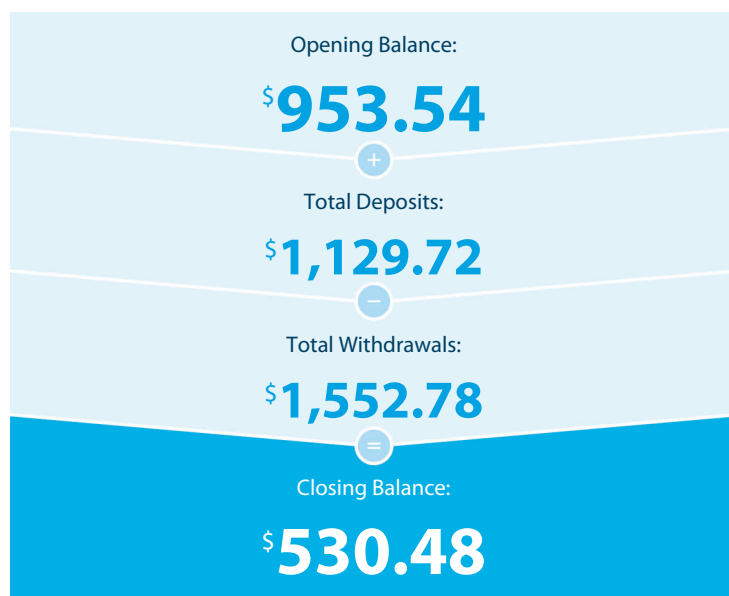 Opening Balance:
$953.54
+
Total Deposits:
$1,129.72
−
Total Withdrawals:
$1,552.78
=
Closing Balance:
$530.48